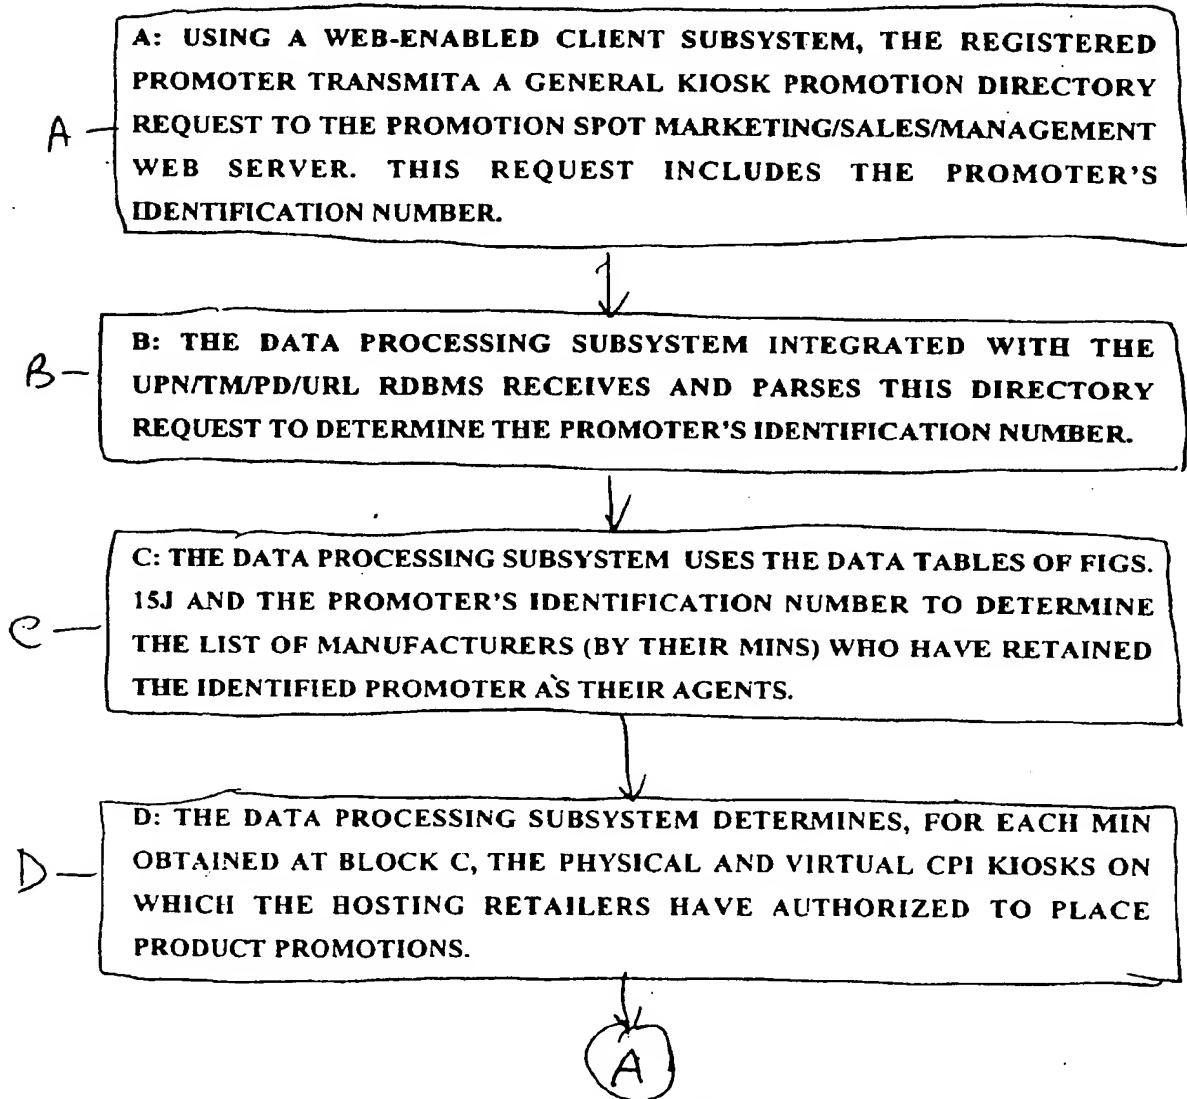 A: USING A WEB-ENABLED CLIENT SUBSYSTEM, THE REGISTERED
PROMOTER TRANSMITA A GENERAL KIOSK PROMOTION DIRECTORY
A
REQUEST TO THE PROMOTION SPOT MARKETING/SALES/MANAGEMENT
WEB SERVER. THIS REQUEST INCLUDES THE PROMOTER'S
IDENTIFICATION NUMBER.
B: THE DATA PROCESSING SUBSYSTEM INTEGRATED WITH THE
B
UPN/TM/PD/URL RDBMS RECEIVES AND PARSES THIS DIRECTORY
REQUEST TO DETERMINE THE PROMOTER'S IDENTIFICATION NUMBER.
C: THE DATA PROCESSING SUBSYSTEM USES THE DATA TABLES OF FIGS.
15J AND THE PROMOTER'S IDENTIFICATION NUMBER TO DETERMINE
C
THE LIST OF MANUFACTURERS (BY THEIR MINS) WHO HAVE RETAINED
THE IDENTIFIED PROMOTER AS THEIR AGENTS.
D: THE DATA PROCESSING SUBSYSTEM DETERMINES, FOR EACH MIN
OBTAINED AT BLOCK C, THE PHYSICAL AND VIRTUAL CPI KIOSKS ON
D
WHICH THE HOSTING RETAILERS HAVE AUTHORIZED TO PLACE
PRODUCT PROMOTIONS.
A